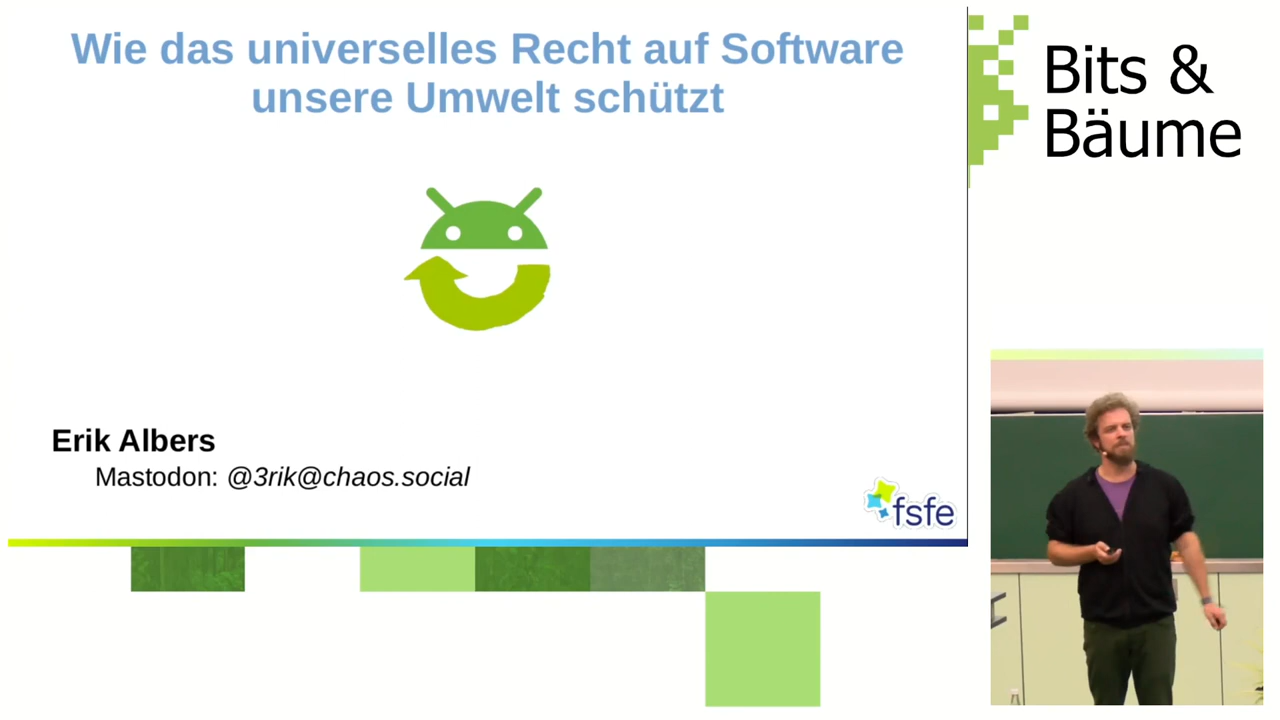 Wie das universelles Recht auf Software
unsere Umwelt schützt
Bits &
Bäume
Erik Albers
Mastodon: @3rik@chaos.social
fsfe